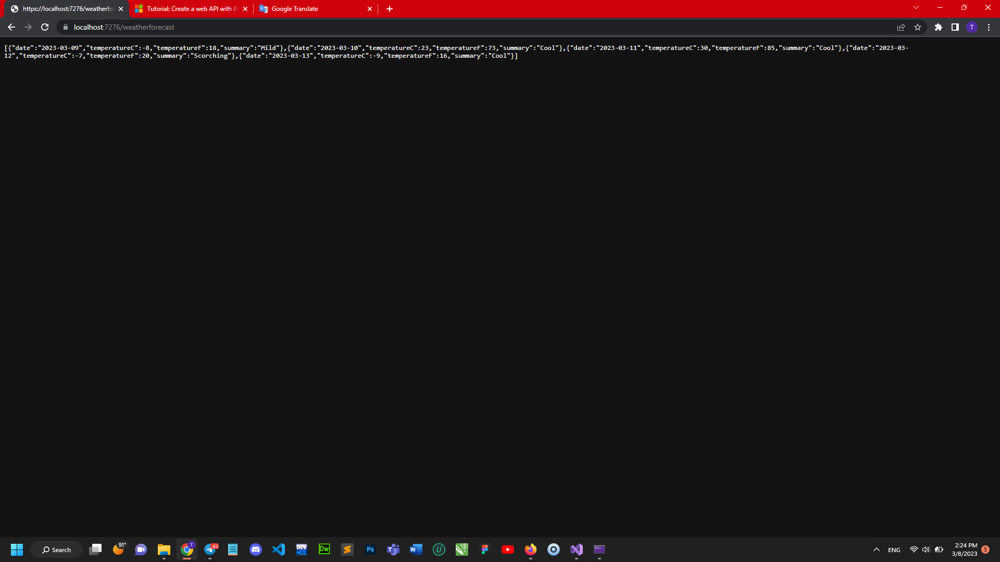 https://localhost:7276/weatherfo
Tutorial: Create a web API with A
Google Translate
localhost:7276/weatherforecast
T
[{"date":"2023-03-09","temperatureC":-8,"temperatureF":18,"summary":"Mild"},{"date":"2023-03-10","temperatureC":23,"temperatureF":73,"summary":"Cool"},{"date":"2023-03-11","temperatureC":30,"temperatureF":85,"summary":"Cool"},{"date":"2023-03-
12","temperatureC":-7,"temperatureF":20,"summary":"Scorching"},{"date":"2023-03-13","temperatureC":-9,"temperatureF":16,"summary":"Cool"}]
Search
91°
T
82
DEV
Dw
Ps
T
W
U
ENG
2:24 PM
3/8/2023
5